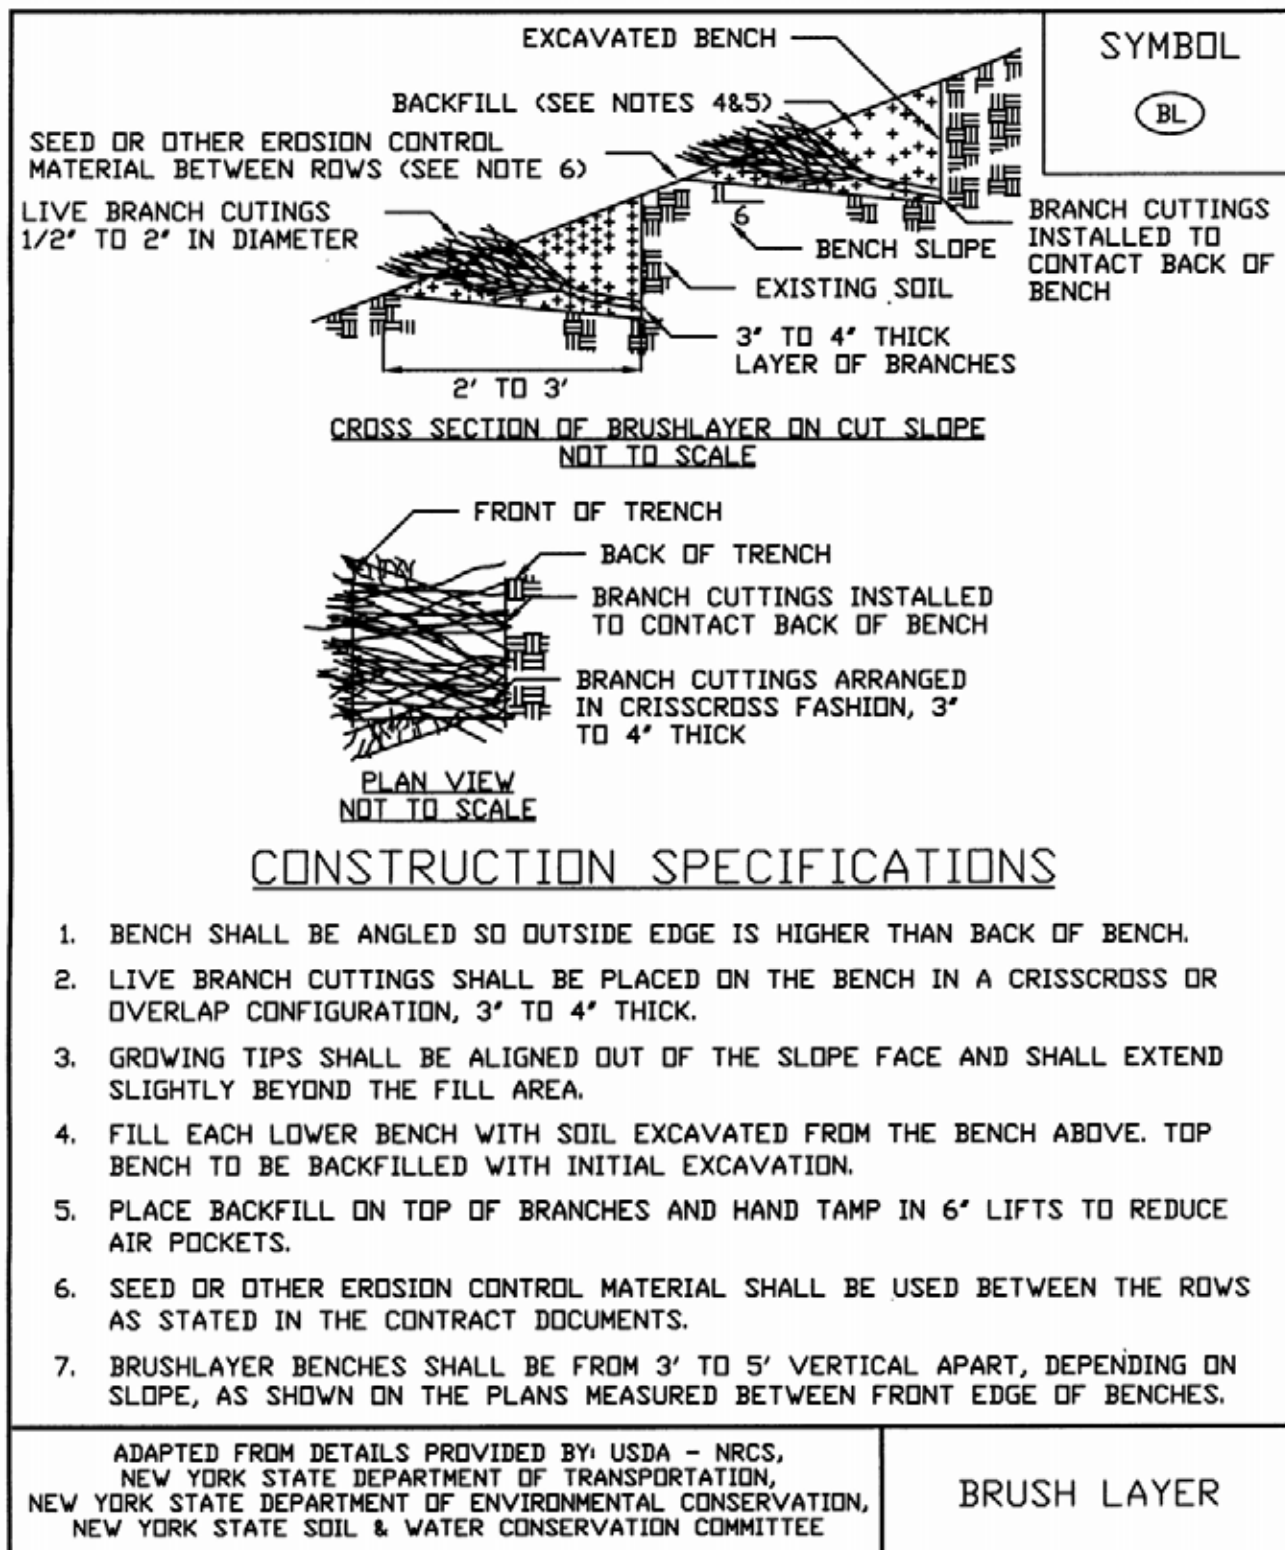 EXCAVATED BENCH
SYMBOL
BL
BACKFILL (SEE NOTES 4&5)
SEED OR OTHER EROSION CONTROL
MATERIAL BETWEEN ROWS (SEE NOTE 6)
LIVE BRANCH CUTINGS
1/2" TO 2" IN DIAMETER
1
6
BENCH SLOPE
BRANCH CUTTINGS
INSTALLED TO
CONTACT BACK OF
BENCH
EXISTING SOIL
3" TO 4" THICK
LAYER OF BRANCHES
2' TO 3'
CROSS SECTION OF BRUSHLAYER ON CUT SLOPE
NOT TO SCALE
FRONT OF TRENCH
BACK OF TRENCH
BRANCH CUTTINGS INSTALLED
TO CONTACT BACK OF BENCH
BRANCH CUTTINGS ARRANGED
IN CRISSCROSS FASHION, 3"
TO 4" THICK
PLAN VIEW
NOT TO SCALE
CONSTRUCTION SPECIFICATIONS
1. BENCH SHALL BE ANGLED SO OUTSIDE EDGE IS HIGHER THAN BACK OF BENCH.
2. LIVE BRANCH CUTTINGS SHALL BE PLACED ON THE BENCH IN A CRISSCROSS OR
OVERLAP CONFIGURATION, 3" TO 4" THICK.
3. GROWING TIPS SHALL BE ALIGNED OUT OF THE SLOPE FACE AND SHALL EXTEND
SLIGHTLY BEYOND THE FILL AREA.
4. FILL EACH LOWER BENCH WITH SOIL EXCAVATED FROM THE BENCH ABOVE. TOP
BENCH TO BE BACKFILLED WITH INITIAL EXCAVATION.
5. PLACE BACKFILL ON TOP OF BRANCHES AND HAND TAMP IN 6" LIFTS TO REDUCE
AIR POCKETS.
6. SEED OR OTHER EROSION CONTROL MATERIAL SHALL BE USED BETWEEN THE ROWS
AS STATED IN THE CONTRACT DOCUMENTS.
7. BRUSHLAYER BENCHES SHALL BE FROM 3' TO 5' VERTICAL APART, DEPENDING ON
SLOPE, AS SHOWN ON THE PLANS MEASURED BETWEEN FRONT EDGE OF BENCHES.
ADAPTED FROM DETAILS PROVIDED BY: USDA - NRCS,
NEW YORK STATE DEPARTMENT OF TRANSPORTATION,
NEW YORK STATE DEPARTMENT OF ENVIRONMENTAL CONSERVATION,
NEW YORK STATE SOIL & WATER CONSERVATION COMMITTEE
BRUSH LAYER